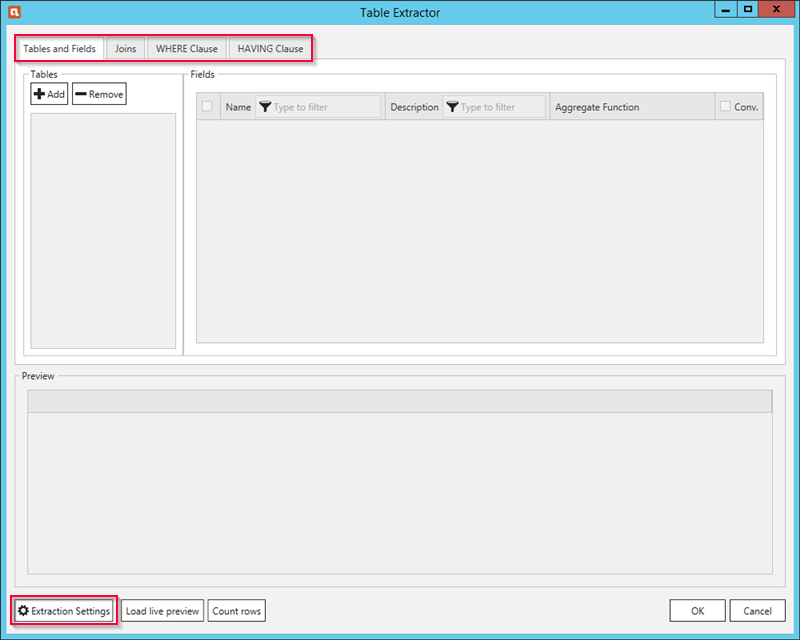 Table Extractor
Tables and Fields Joins WHERE Clause HAVING Clause
Tables
Add Remove
Fields
Name Type to filter Description Type to filter Aggregate Function Conv.
Preview
Extraction Settings Load live preview Count rows OK Cancel